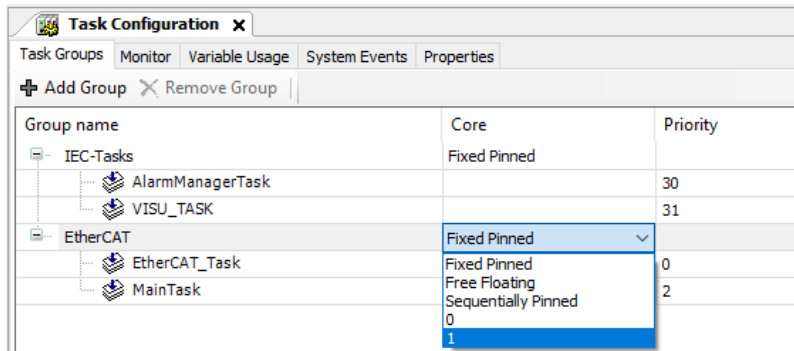 Task Configuration x
Task Groups Monitor Variable Usage System Events Properties
Add Group Remove Group
Group name Core Priority
IEC-Tasks Fixed Pinned
AlarmManagerTask 30
VISU_TASK 31
EtherCAT Fixed Pinned
EtherCAT_Task Fixed Pinned 0
Free Floating
MainTask Sequentially Pinned 2
0
1